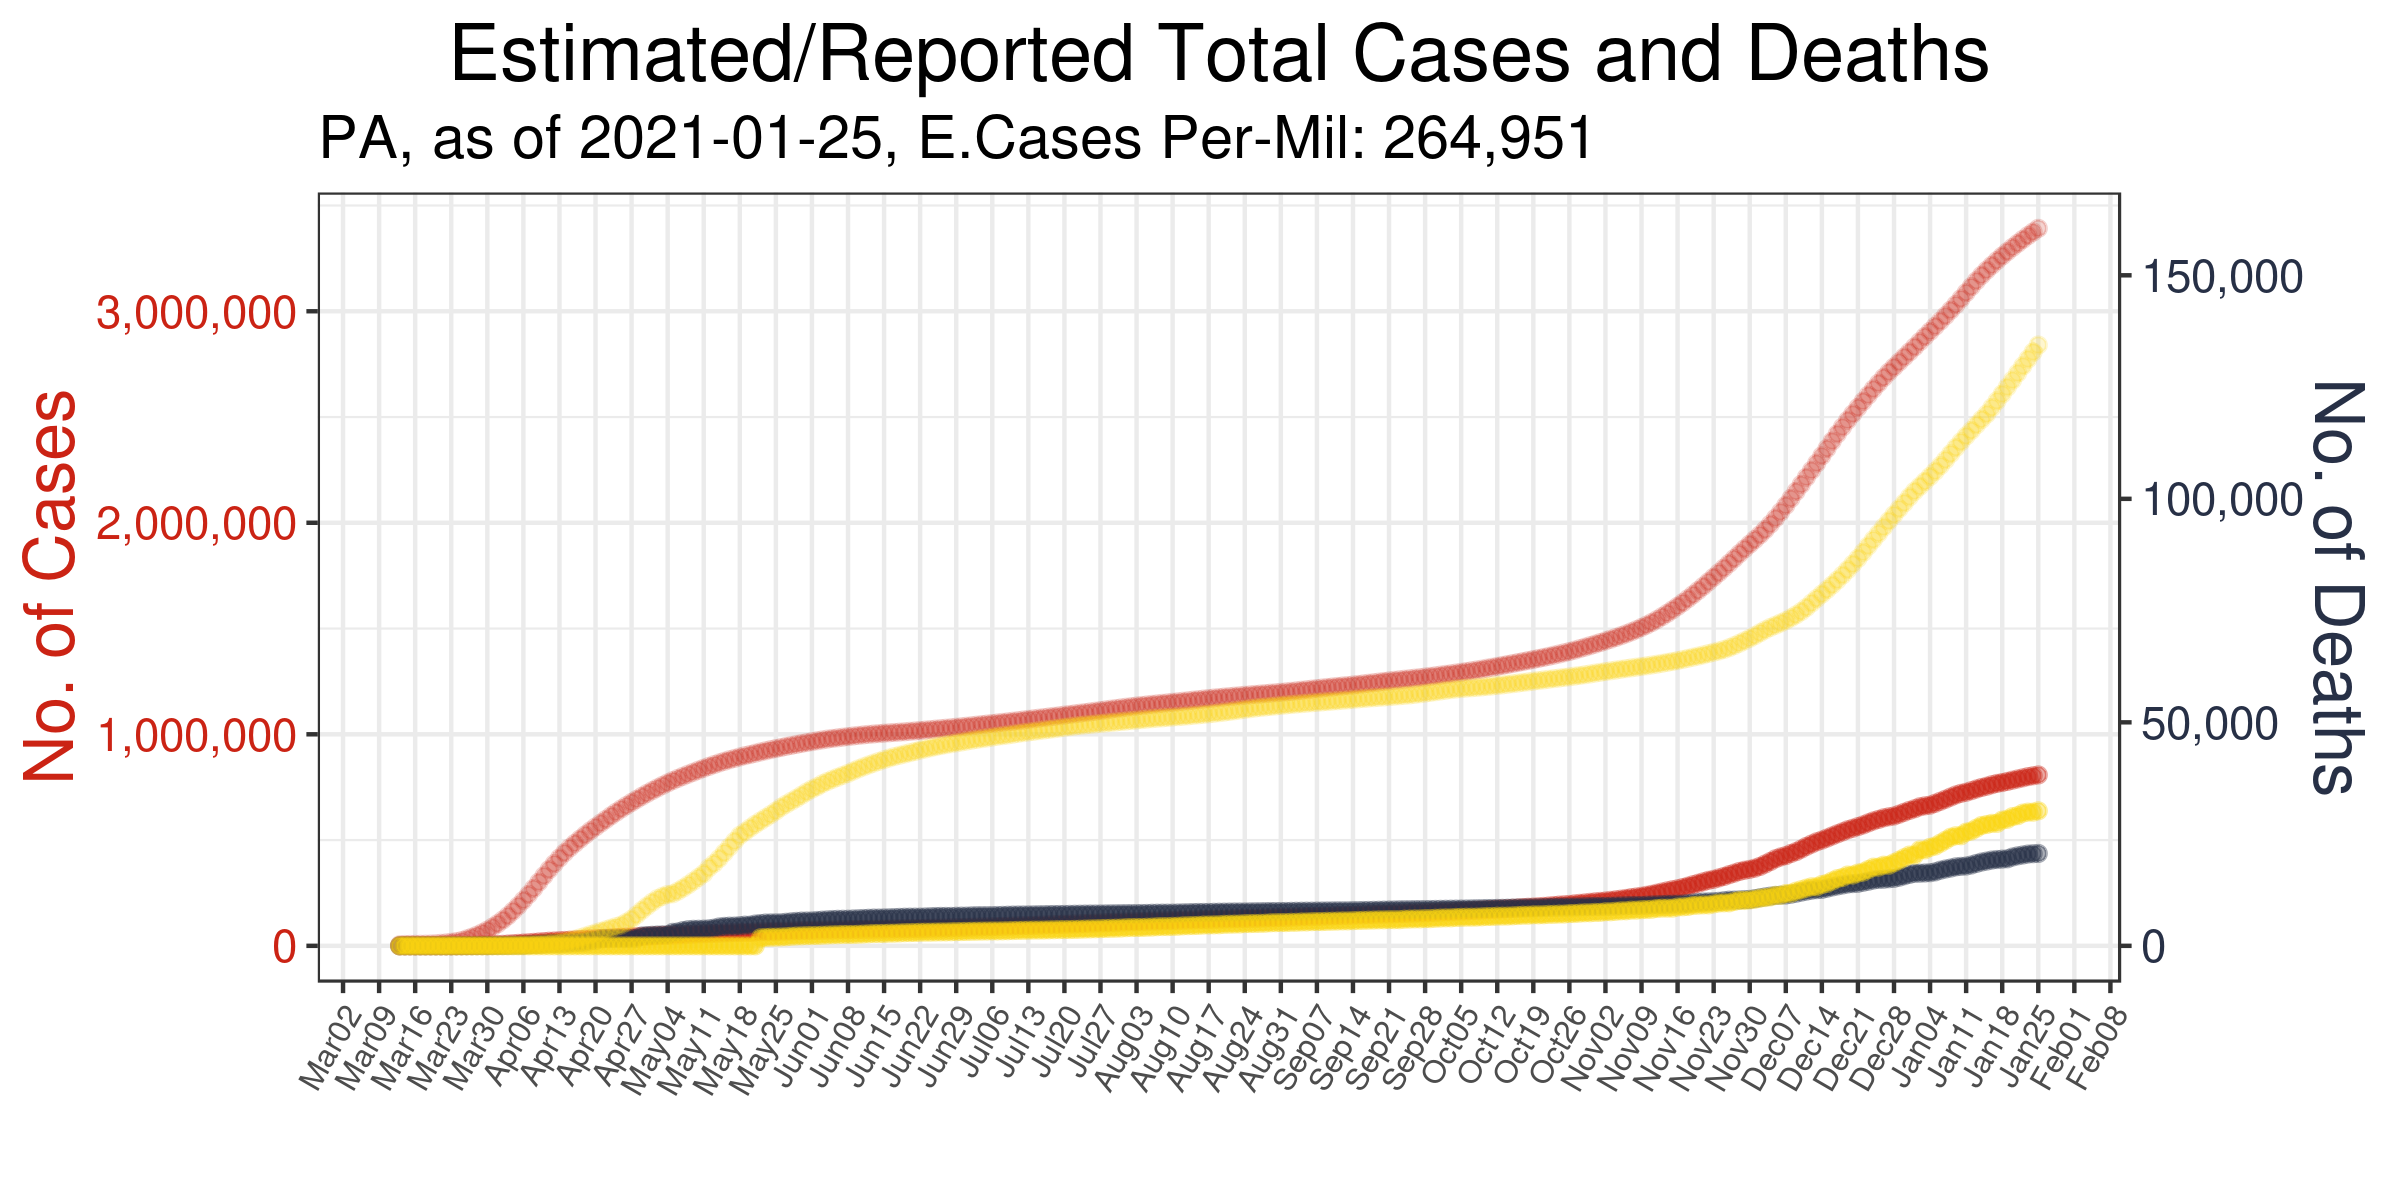 Estimated/Reported Total Cases and Deaths
PA, as of 2021-01-25, E.Cases Per-Mil: 264,951
No. of Cases
3,000,000
2,000,000
1,000,000
0
150,000
100,000
50,000
0
No. of Deaths
Mar02 Mar09 Mar16 Mar23 Mar30 Apr06 Apr13 Apr20 Apr27 May04 May11 May18 May25 Jun01 Jun08 Jun15 Jun22 Jun29 Jul06 Jul13 Jul20 Jul27 Aug03 Aug10 Aug17 Aug24 Aug31 Sep07 Sep14 Sep21 Sep28 Oct05 Oct12 Oct19 Oct26 Nov02 Nov09 Nov16 Nov23 Nov30 Dec07 Dec14 Dec21 Dec28 Jan04 Jan11 Jan18 Jan25 Feb01 Feb08